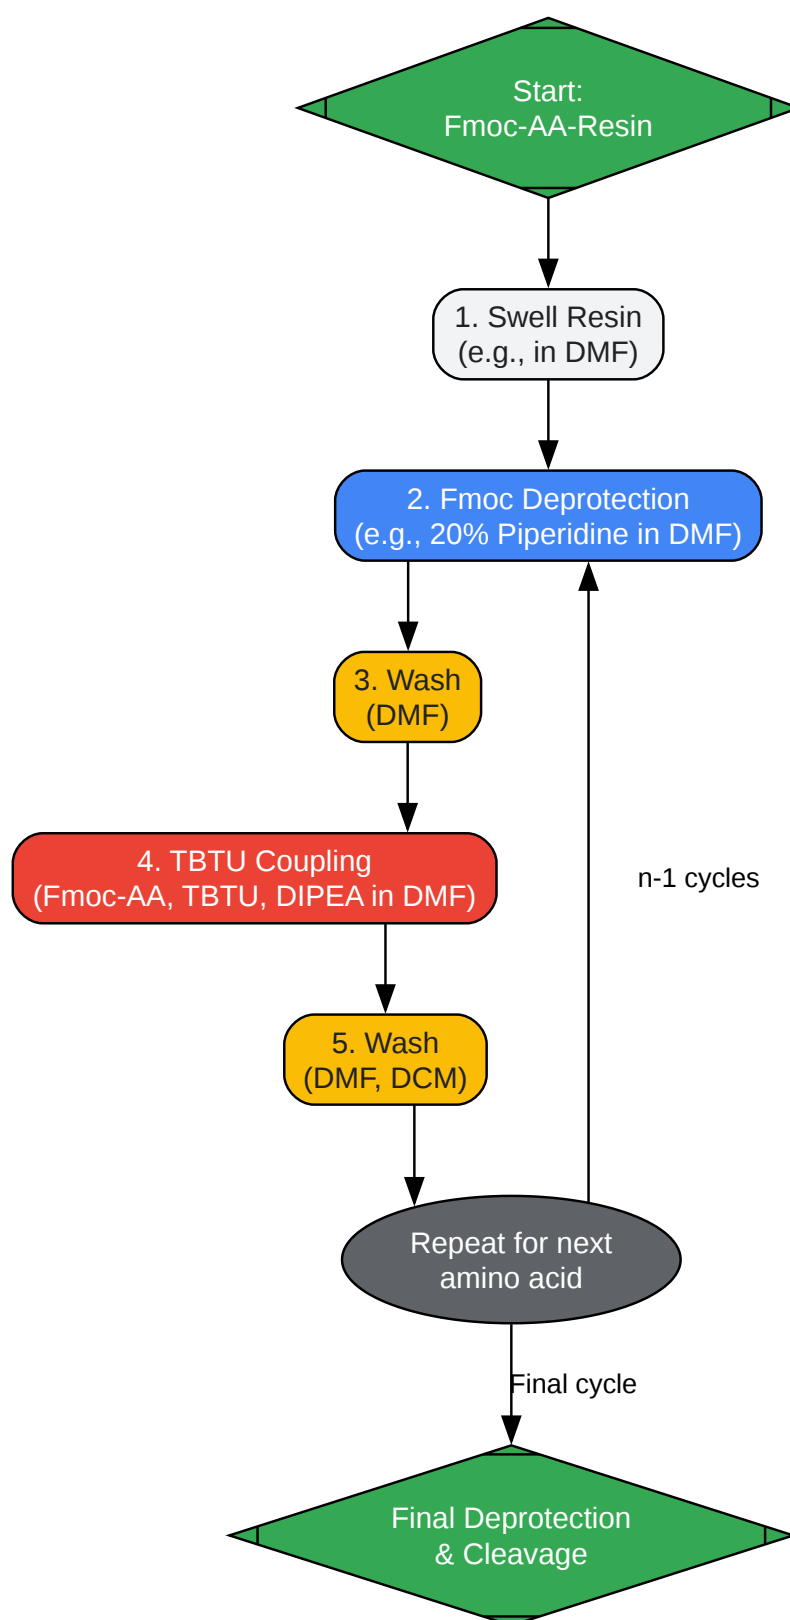 Start:
Fmoc-AA-Resin
1. Swell Resin
(e.g., in DMF)
2. Fmoc Deprotection
(e.g., 20% Piperidine in DMF)
3. Wash
(DMF)
4. TBTU Coupling
(Fmoc-AA, TBTU, DIPEA in DMF)
n-1 cycles
5. Wash
(DMF, DCM)
Repeat for next
amino acid
Final cycle
Final Deprotection
& Cleavage